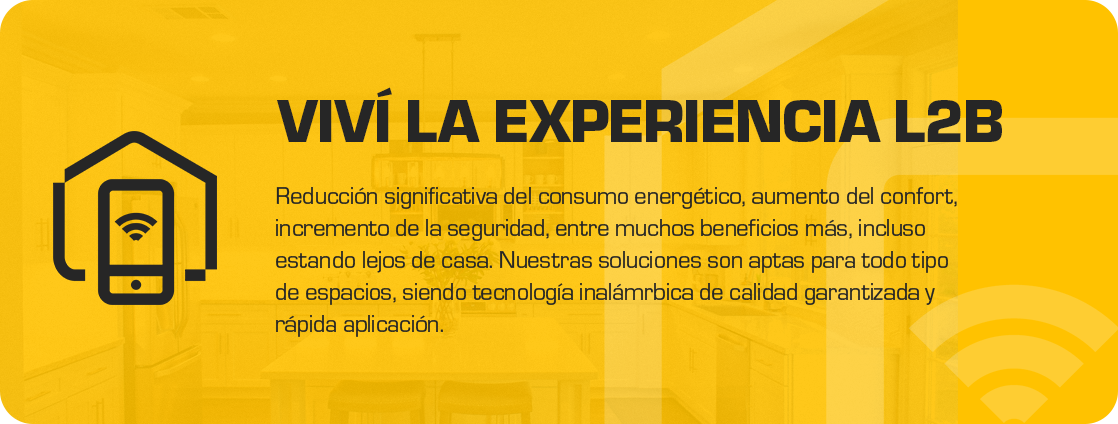 VIVÍ LA EXPERIENCIA L2B
Reducción significativa del consumo energético, aumento del confort,
incremento de la seguridad, entre muchos beneficios más, incluso
estando lejos de casa. Nuestras soluciones son aptas para todo tipo
de espacios, siendo tecnología inalámrbica de calidad garantizada y
rápida aplicación.